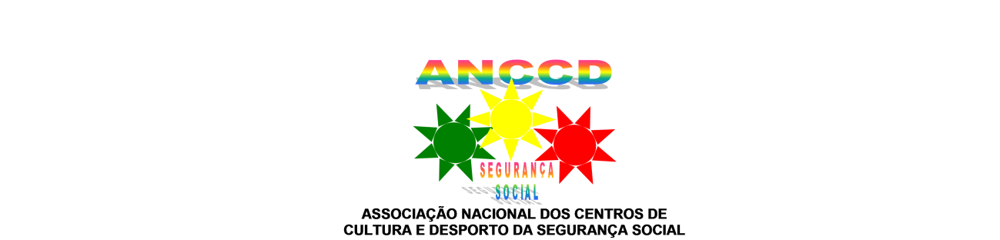 ANCCD
SEGURANÇA
SOCIAL
ASSOCIAÇÃO NACIONAL DOS CENTROS DE
CULTURA E DESPORTO DA SEGURANÇA SOCIAL